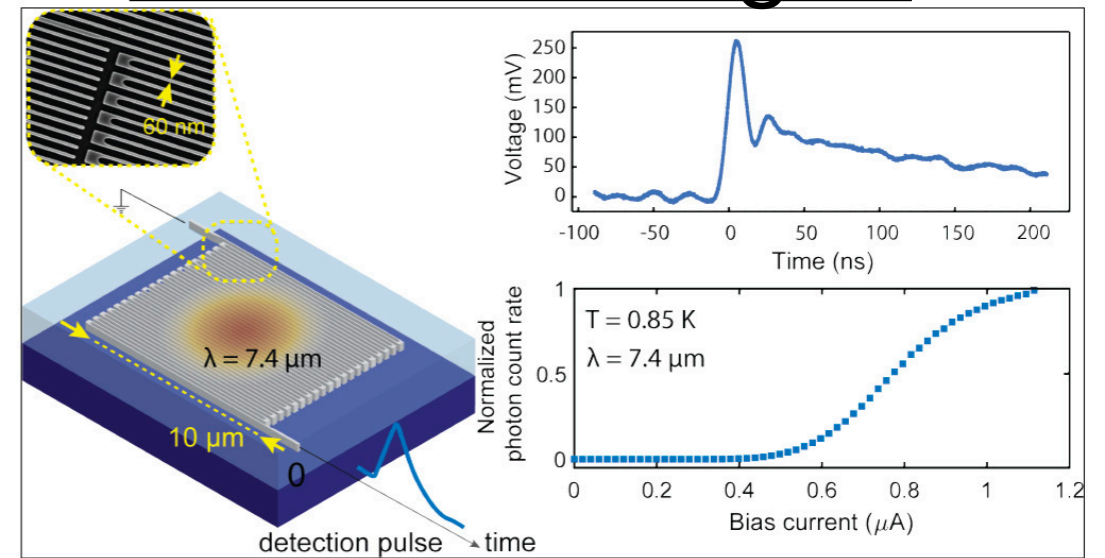 60 nm
λ = 7.4 µm
10 µm
0
detection pulse
time
Voltage (mV)
250
200
150
100
50
0
-100 -50 0 50 100 150 200
Time (ns)
Normalized
photon count rate
1
0.5
0
T = 0.85 K
λ = 7.4 µm
0 0.2 0.4 0.6 0.8 1 1.2
Bias current (µA)